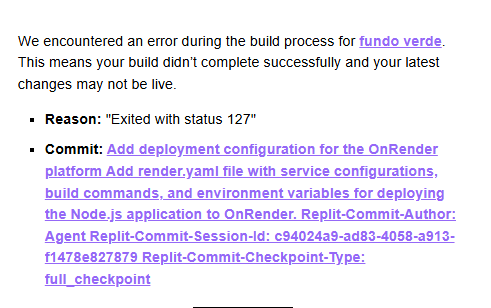 We encountered an error during the build process for fundo verde.
This means your build didn’t complete successfully and your latest
changes may not be live.
Reason: "Exited with status 127"
Commit: Add deployment configuration for the OnRender
platform Add render.yaml file with service configurations,
build commands, and environment variables for deploying
the Node.js application to OnRender. Replit-Commit-Author:
Agent Replit-Commit-Session-Id: c94024a9-ad83-4058-a913-
f1478e827879 Replit-Commit-Checkpoint-Type:
full_checkpoint